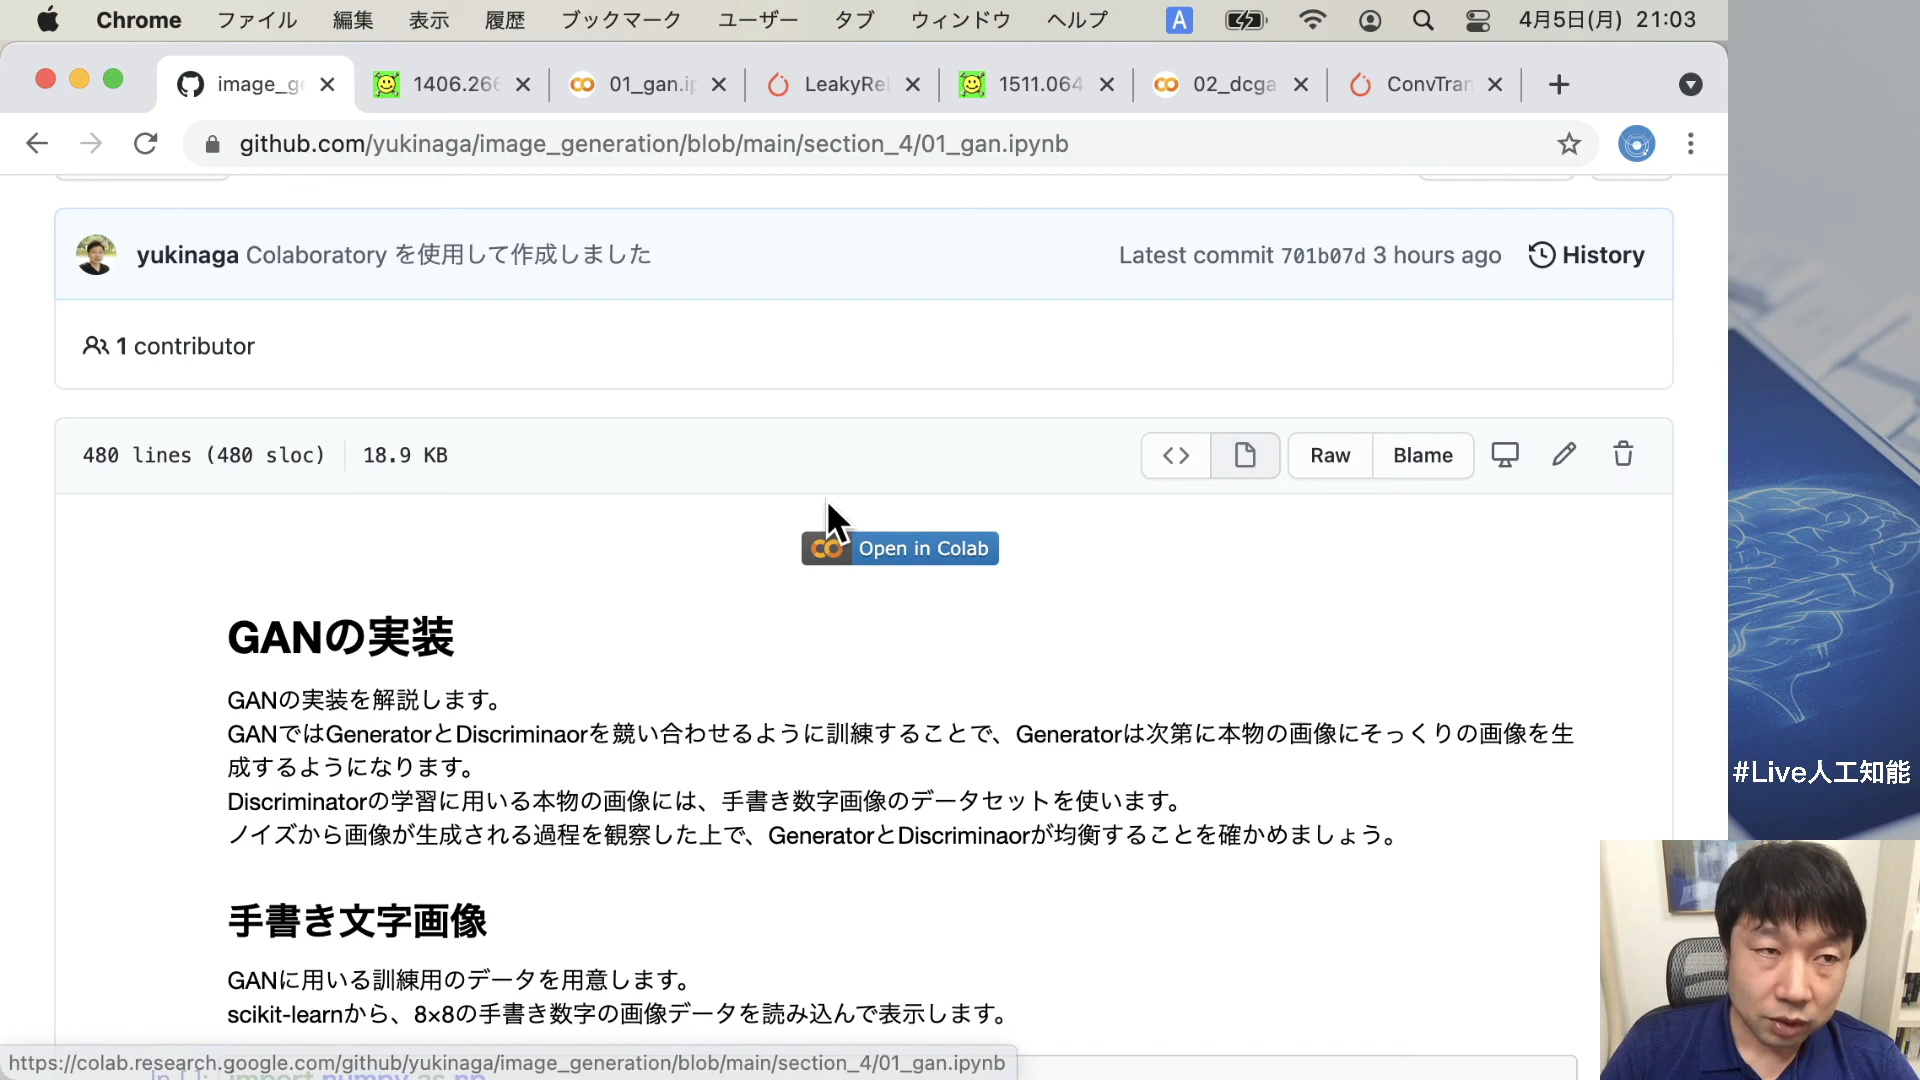 Chrome ファイル 編集 表示 履歴 ブックマーク ユーザー タブ ウィンドウ ヘルプ A 4月5日(月) 21:03
image_ge 1406.266 01_gan.ip LeakyReL 1511.064 02_dcga ConvTran
github.com/yukinaga/image_generation/blob/main/section_4/01_gan.ipynb
yukinaga Colaboratory を使用して作成しました Latest commit 701b07d 3 hours ago History
1 contributor
480 lines (480 sloc) 18.9 KB Raw Blame
Open in Colab
GANの実装
GANの実装を解説します。
GANではGeneratorとDiscriminaorを競い合わせるように訓練することで、Generatorは次第に本物の画像にそっくりの画像を生
成するようになります。
Discriminatorの学習に用いる本物の画像には、手書き数字画像のデータセットを使います。
ノイズから画像が生成される過程を観察した上で、GeneratorとDiscriminaorが均衡することを確かめましょう。
#Live人工知能
手書き文字画像
GANに用いる訓練用のデータを用意します。
scikit-learnから、8×8の手書き数字の画像データを読み込んで表示します。
https://colab.research.google.com/github/yukinaga/image_generation/blob/main/section_4/01_gan.ipynb
In [ ]: import numpy as np